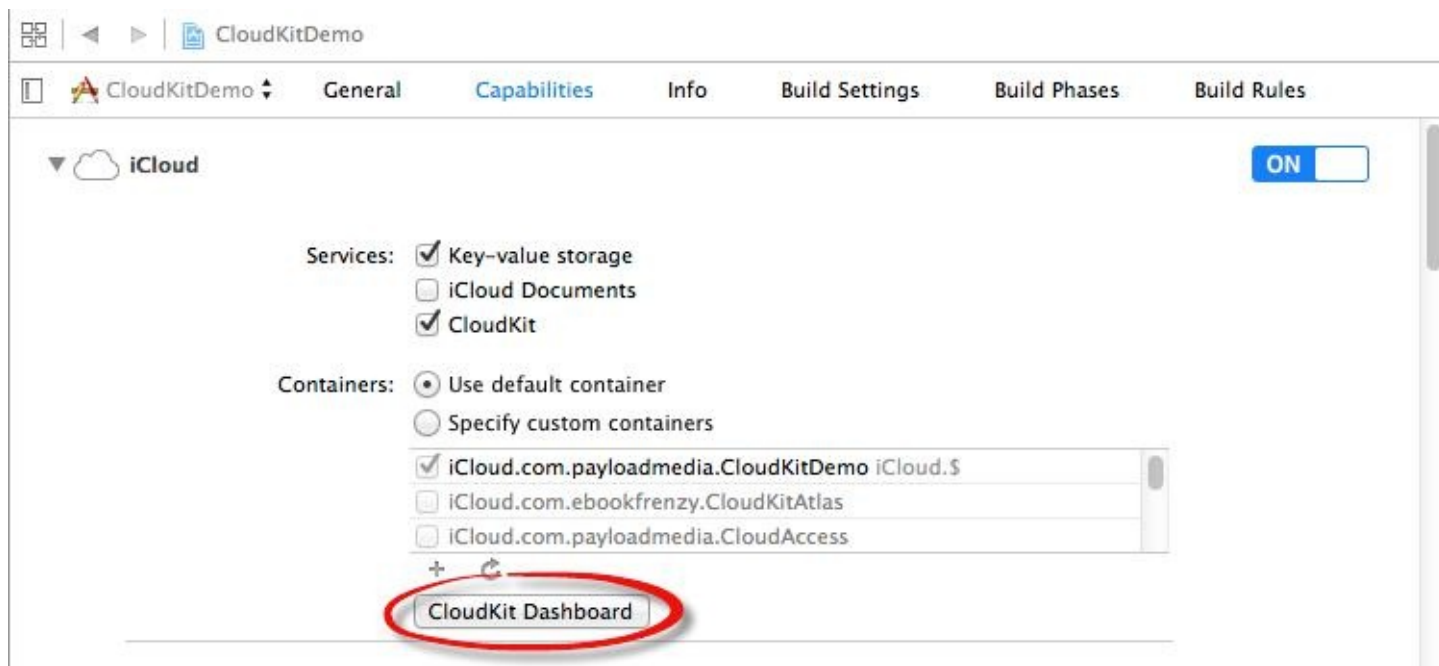 CloudKitDemo
CloudKitDemo General Capabilities Info Build Settings Build Phases Build Rules
iCloud ON
Services: Key-value storage
iCloud Documents
CloudKit
Containers: Use default container
Specify custom containers
iCloud.com.payloadmedia.CloudKitDemo iCloud.$
iCloud.com.ebookfrenzy.CloudKitAtlas
iCloud.com.payloadmedia.CloudAccess
CloudKit Dashboard